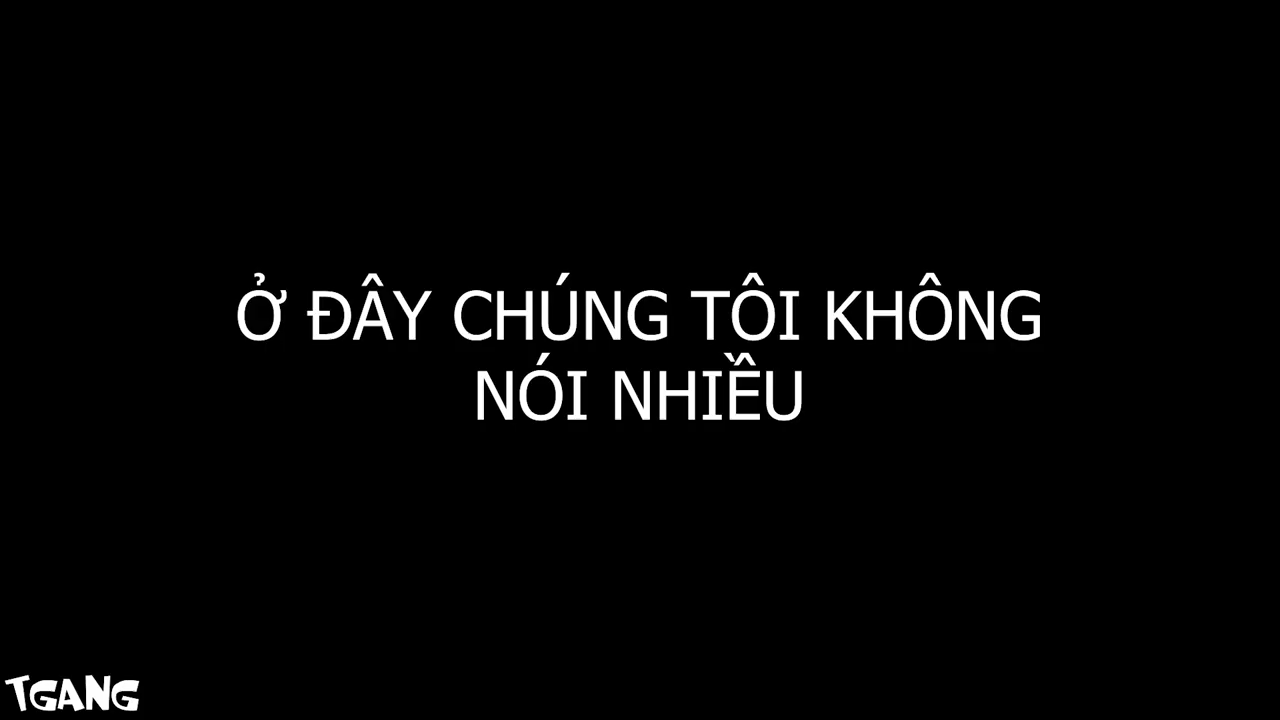 Ở ĐÂY CHÚNG TÔI KHÔNG
NÓI NHIỀU
TGANG